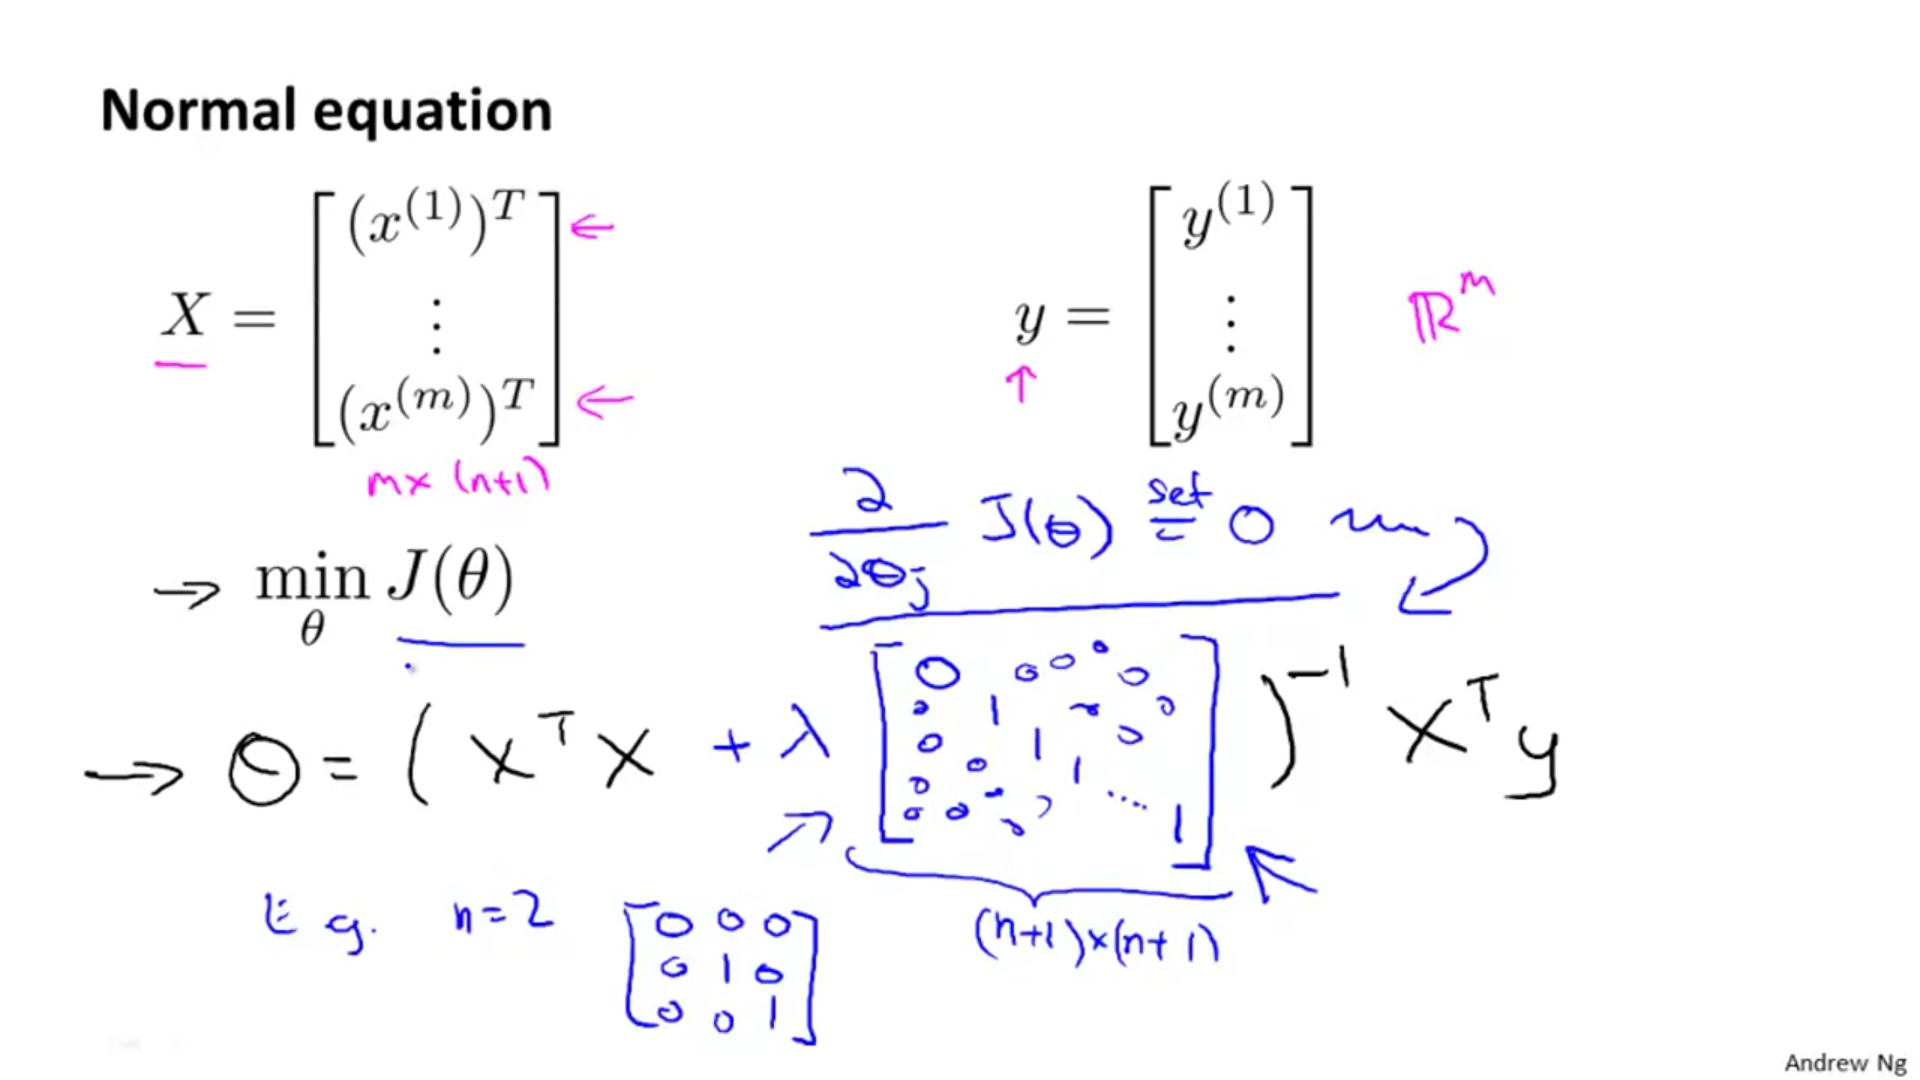 Normal equation
X = [ (x^{(1)})^T ⋮ (x^{(m)})^T ] ←
←
y = [ y^{(1)} ⋮ y^{(m)} ] ℝ^m
↑
m × (n+1)
∂/∂θ_j J(θ) set = 0
→ min_θ J(θ)
→ θ = ( X^T X + λ [ 0 0 0 0 0 1 0 0 1 0 0 1 0 0 0 ... 1 ] )^{-1} X^T y
(n+1)×(n+1)
E.g. n=2 [ 0 0 0
0 1 0
0 0 1 ]
Andrew Ng